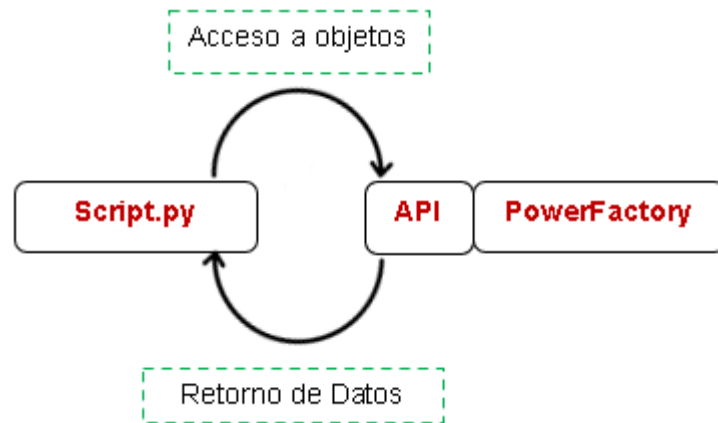 Acceso a objetos
Script.py
API
PowerFactory
Retorno de Datos